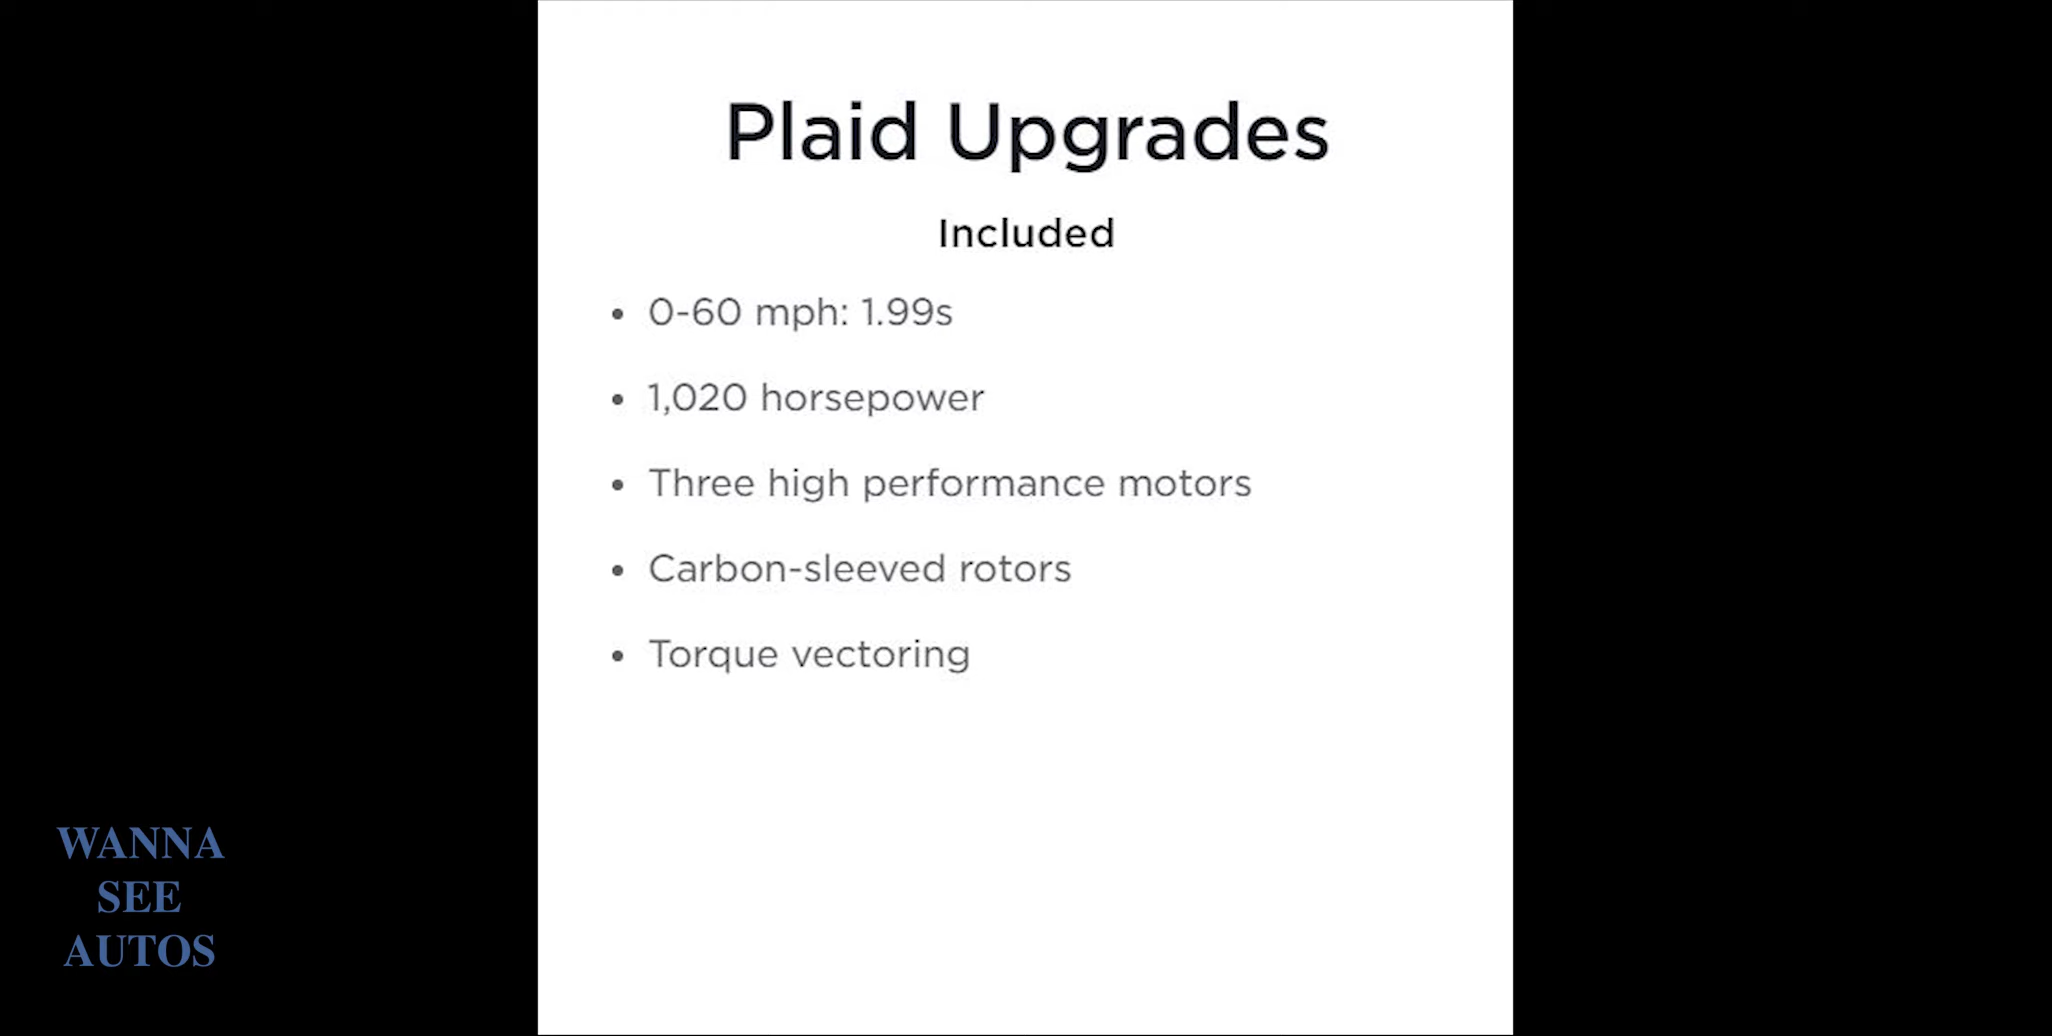 Plaid Upgrades
Included
• 0-60 mph: 1.99s
• 1,020 horsepower
• Three high performance motors
• Carbon-sleeved rotors
• Torque vectoring
WANNA
SEE
AUTOS